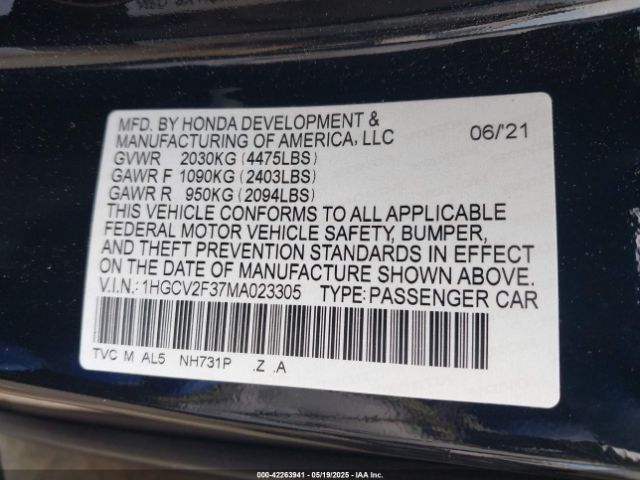 MFD. BY HONDA DEVELOPMENT &
MANUFACTURING OF AMERICA, LLC 06/'21
GVWR 2030KG (4475LBS)
GAWR F 1090KG (2403LBS)
GAWR R 950KG (2094LBS)
THIS VEHICLE CONFORMS TO ALL APPLICABLE
FEDERAL MOTOR VEHICLE SAFETY, BUMPER,
AND THEFT PREVENTION STANDARDS IN EFFECT
ON THE DATE OF MANUFACTURE SHOWN ABOVE.
V.I.N.: 1HGCV2F37MA023305 TYPE: PASSENGER CAR
TVC M AL5 NH731P .Z .A
000-42263941 - 05/19/2025 - IAA Inc.